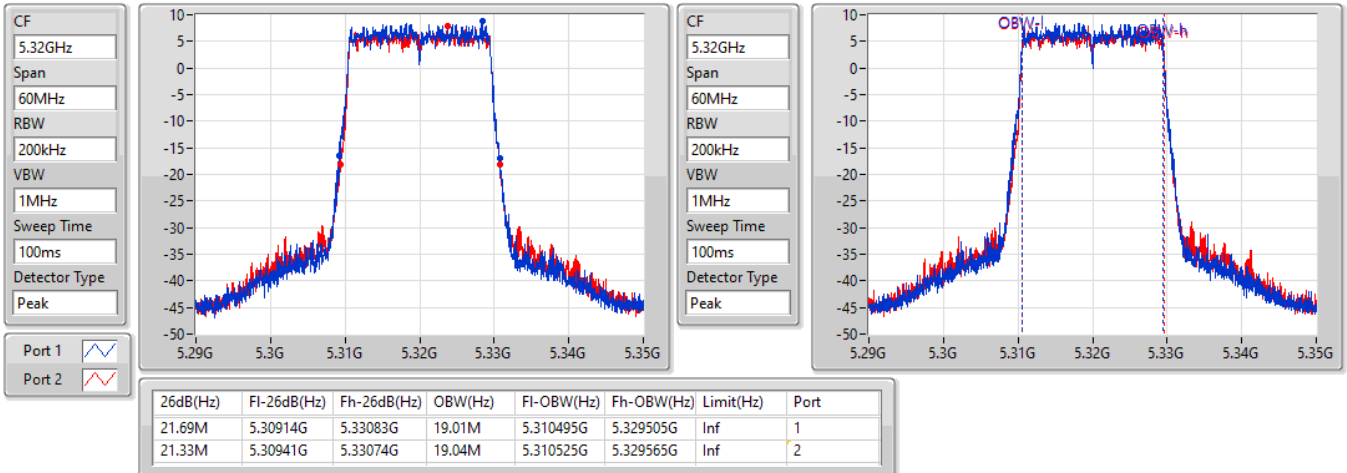 CF
5.32GHz
Span
60MHz
RBW
200kHz
VBW
1MHz
Sweep Time
100ms
Detector Type
Peak
Port 1
Port 2
10-
5-
0-
-5-
-10-
-15-
-20-
-25-
-30-
-35-
-40-
-45-
-50-
5.29G 5.3G 5.31G 5.32G 5.33G 5.34G 5.35G
CF
5.32GHz
Span
60MHz
RBW
200kHz
VBW
1MHz
Sweep Time
100ms
Detector Type
Peak
10-
5-
0-
-5-
-10-
-15-
-20-
-25-
-30-
-35-
-40-
-45-
-50-
OBW-l
OBW-h
5.29G 5.3G 5.31G 5.32G 5.33G 5.34G 5.35G
26dB(Hz) Fl-26dB(Hz) Fh-26dB(Hz) OBW(Hz) Fl-OBW(Hz) Fh-OBW(Hz) Limit(Hz) Port
21.69M 5.30914G 5.33083G 19.01M 5.310495G 5.329505G Inf 1
21.33M 5.30941G 5.33074G 19.04M 5.310525G 5.329565G Inf 2